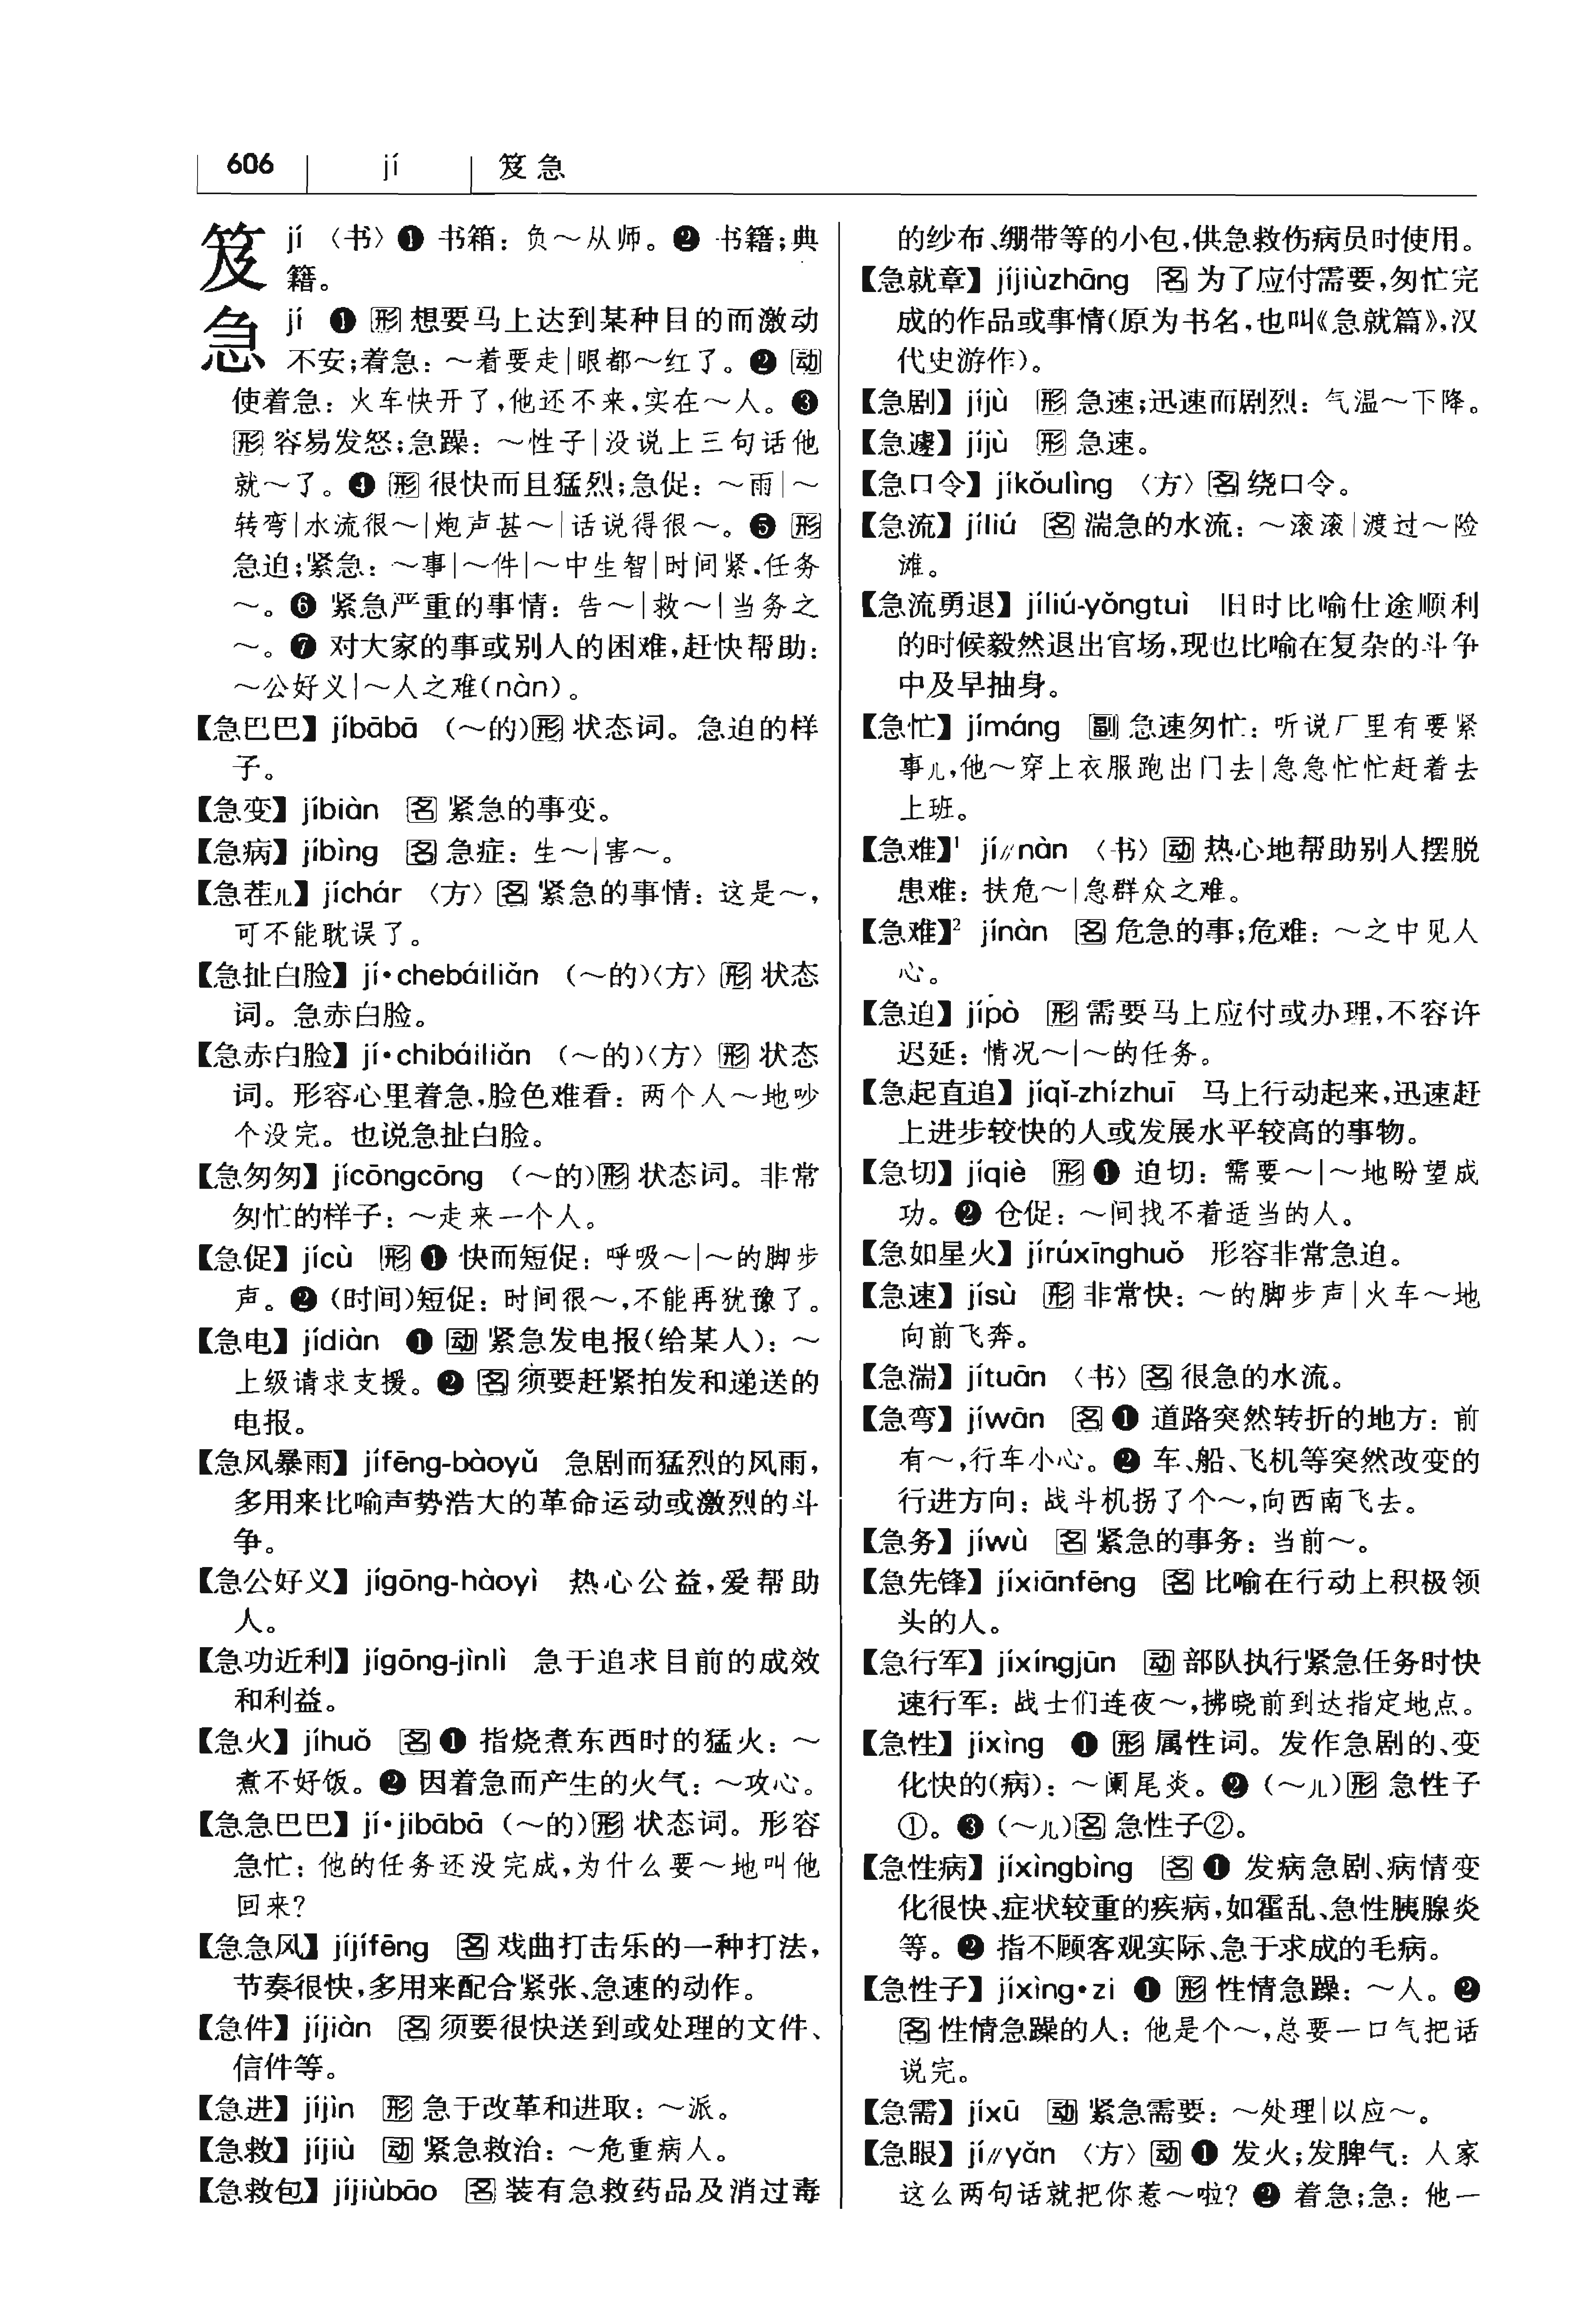 606 jí 笈急
笈 jí 〈书〉❶ 书箱：负～从师。❷ 书籍；典
籍。
急 jí ❶ 形 想要马上达到某种目的而激动
不安；着急：～着要走|眼都～红了。❷ 动
使着急：火车快开了，他还不来，实在～人。❸
形 容易发怒；急躁：～性子|没说上三句话他
就～了。❹ 形 很快而且猛烈；急促：～雨|～
转弯|水流很～|炮声甚～|话说得很～。❺ 形
急迫；紧急：～事|～件|～中生智|时间紧，任务
～。❻ 紧急严重的事情：告～|救～|当务之
～。❼ 对大家的事或别人的困难，赶快帮助：
～公好义|～人之难(nàn)。
【急巴巴】jíbābā (～的)形 状态词。急迫的样
子。
【急变】jíbiàn 名 紧急的事变。
【急病】jíbìng 名 急症：生～|害～。
【急茬儿】jíchár 〈方〉名 紧急的事情：这是～，
可不能耽误了。
【急扯白脸】jí•chebáiliǎn (～的)〈方〉形 状态
词。急赤白脸。
【急赤白脸】jí•chibáiliǎn (～的)〈方〉形 状态
词。形容心里着急，脸色难看：两个人～地吵
个没完。也说急扯白脸。
【急匆匆】jícōngcōng (～的)形 状态词。非常
匆忙的样子：～走来一个人。
【急促】jícù 形 ❶ 快而短促：呼吸～|～的脚步
声。❷ (时间)短促：时间很～，不能再犹豫了。
【急电】jídiàn ❶ 动 紧急发电报(给某人)：～
上级请求支援。❷ 名 须要赶紧拍发和递送的
电报。
【急风暴雨】jífēng-bàoyǔ 急剧而猛烈的风雨，
多用来比喻声势浩大的革命运动或激烈的斗
争。
【急公好义】jígōng-hàoyì 热心公益，爱帮助
人。
【急功近利】jígōng-jìnlì 急于追求目前的成效
和利益。
【急火】jíhuǒ 名 ❶ 指烧煮东西时的猛火：～
煮不好饭。❷ 因着急而产生的火气：～攻心。
【急急巴巴】jí•jibābā (～的)形 状态词。形容
急忙：他的任务还没完成，为什么要～地叫他
回来？
【急急风】jíjífēng 名 戏曲打击乐的一种打法，
节奏很快，多用来配合紧张、急速的动作。
【急件】jíjiàn 名 须要很快送到或处理的文件、
信件等。
【急进】jíjìn 形 急于改革和进取：～派。
【急救】jíjiù 动 紧急救治：～危重病人。
【急救包】jíjiùbāo 名 装有急救药品及消过毒
的纱布、绷带等的小包，供急救伤病员时使用。
【急就章】jíjiùzhāng 名 为了应付需要，匆忙完
成的作品或事情(原为书名，也叫《急就篇》，汉
代史游作)。
【急剧】jíjù 形 急速；迅速而剧烈：气温～下降。
【急遽】jíjù 形 急速。
【急口令】jíkǒulìng 〈方〉名 绕口令。
【急流】jíliú 名 湍急的水流：～滚滚|渡过～险
滩。
【急流勇退】jíliú-yǒngtuì 旧时比喻仕途顺利
的时候毅然退出官场，现也比喻在复杂的斗争
中及早抽身。
【急忙】jímáng 副 急速匆忙：听说厂里有要紧
事儿，他～穿上衣服跑出门去|急急忙忙赶着去
上班。
【急难】¹ jí∥nàn 〈书〉动 热心地帮助别人摆脱
患难：扶危～|急群众之难。
【急难】² jínàn 名 危急的事；危难：～之中见人
心。
【急迫】jípò 形 需要马上应付或办理，不容许
迟延：情况～|～的任务。
【急起直追】jíqǐ-zhízhuī 马上行动起来，迅速赶
上进步较快的人或发展水平较高的事物。
【急切】jíqiè 形 ❶ 迫切：需要～|～地盼望成
功。❷ 仓促：～间找不着适当的人。
【急如星火】jírúxīnghuǒ 形容非常急迫。
【急速】jísù 形 非常快：～的脚步声|火车～地
向前飞奔。
【急湍】jítuān 〈书〉名 很急的水流。
【急弯】jíwān 名 ❶ 道路突然转折的地方：前
有～，行车小心。❷ 车、船、飞机等突然改变的
行进方向：战斗机拐了个～，向西南飞去。
【急务】jíwù 名 紧急的事务：当前～。
【急先锋】jíxiānfēng 名 比喻在行动上积极领
头的人。
【急行军】jíxíngjūn 动 部队执行紧急任务时快
速行军：战士们连夜～，拂晓前到达指定地点。
【急性】jíxìng ❶ 形 属性词。发作急剧的、变
化快的(病)：～阑尾炎。❷ (～儿)形 急性子
①。❸ (～儿)名 急性子②。
【急性病】jíxìngbìng 名 ❶ 发病急剧、病情变
化很快、症状较重的疾病，如霍乱、急性胰腺炎
等。❷ 指不顾客观实际、急于求成的毛病。
【急性子】jíxìng•zi ❶ 形 性情急躁：～人。❷
名 性情急躁的人：他是个～，总要一口气把话
说完。
【急需】jíxū 动 紧急需要：～处理|以应～。
【急眼】jí∥yǎn 〈方〉动 ❶ 发火；发脾气：人家
这么两句话就把你惹～啦？❷ 着急；急：他一